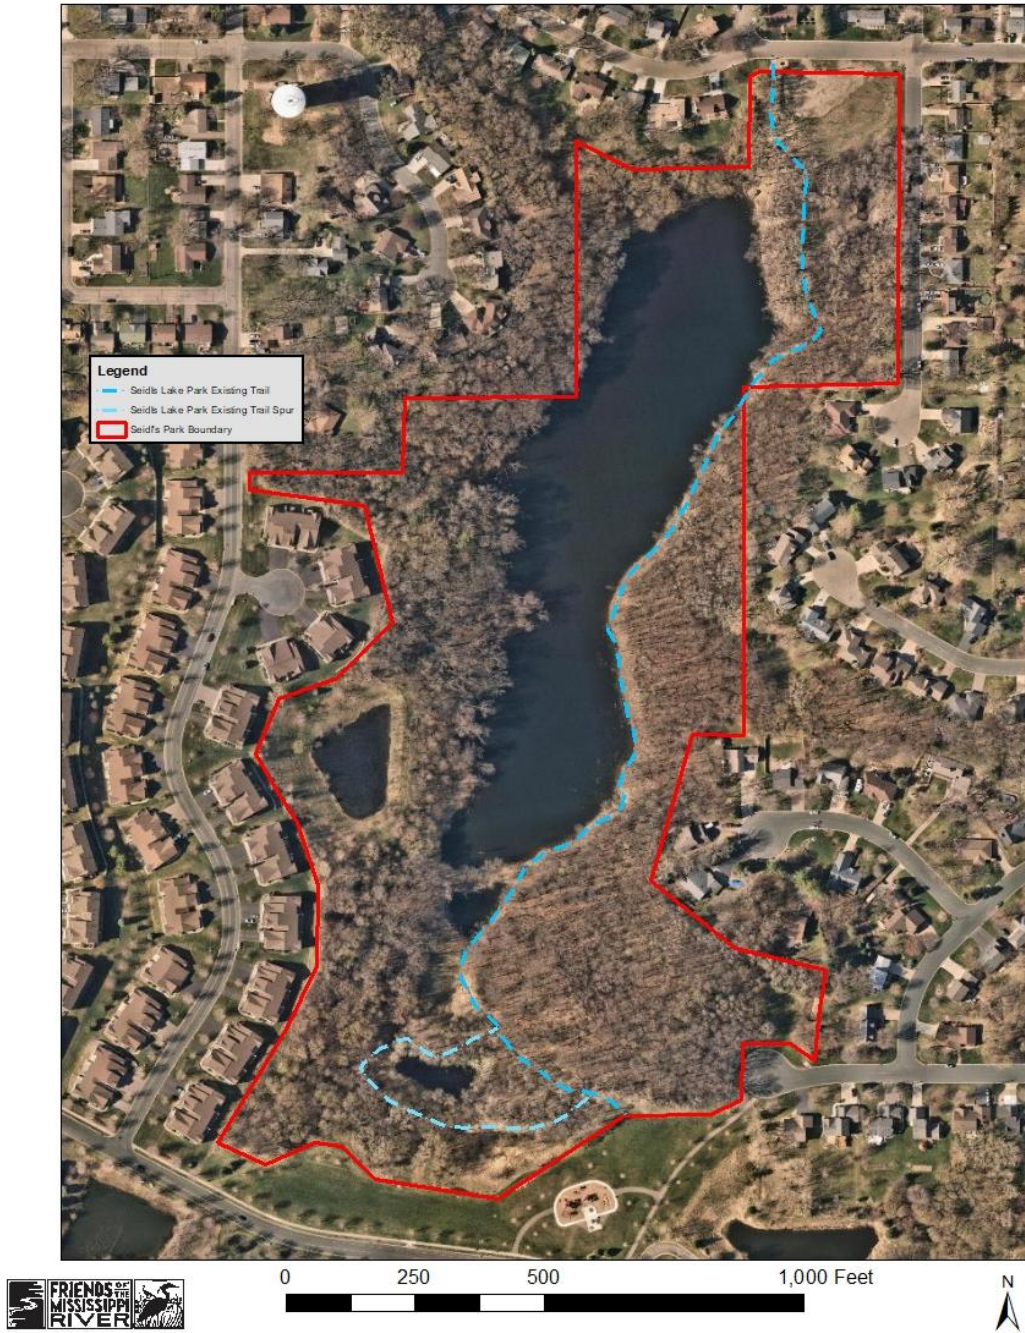 Legend
Seidls Lake Park Existing Trail
Seidls Lake Park Existing Trail Spur
Seidl's Park Boundary
0 250 500 1,000 Feet
N
FRIENDS OF THE
MISSISSIPPI
RIVER